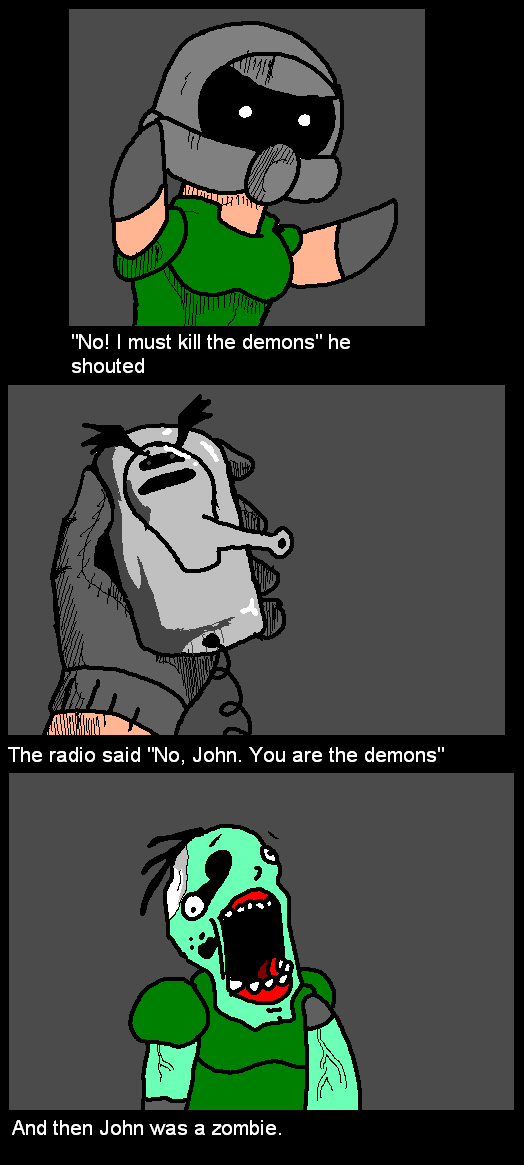 "No! I must kill the demons" he
shouted
The radio said "No, John. You are the demons"
And then John was a zombie.